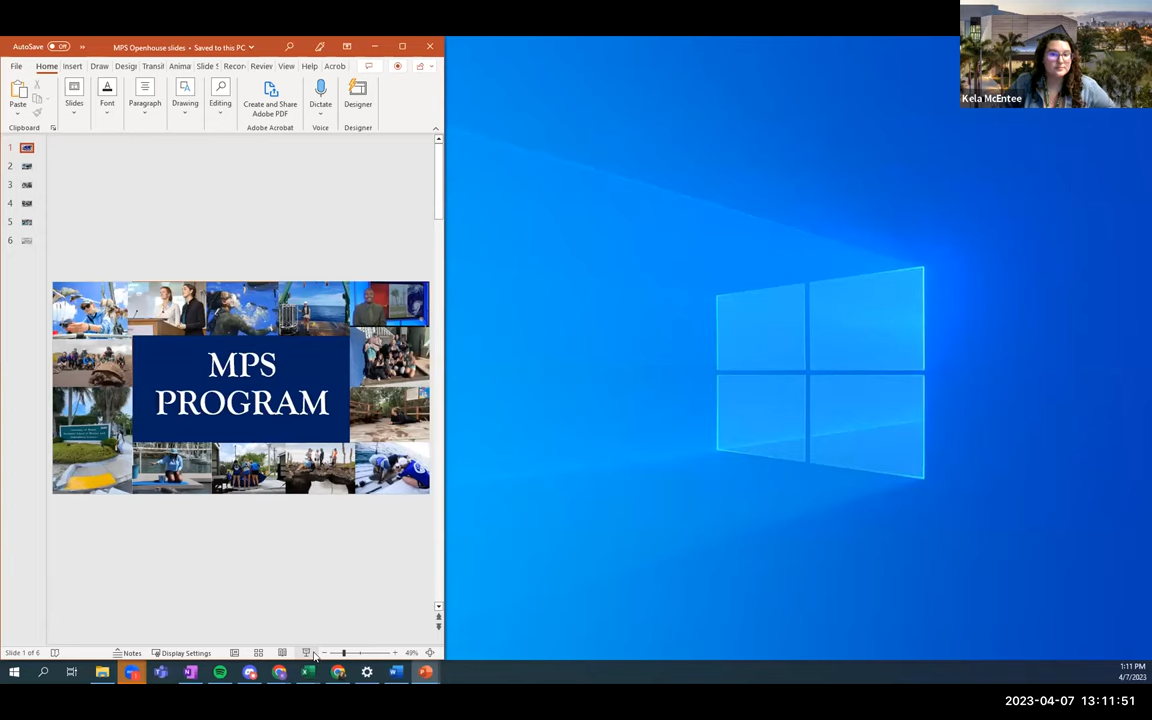 AutoSave Off
MPS Openhouse slides • Saved to this PC
File Home Insert Draw Desig Transit Anima Slide S Recor Review View Help Acrob
Paste
Slides
Font
Paragraph
Drawing
Editing
Create and Share
Adobe PDF
Dictate
Designer
Clipboard
Adobe Acrobat
Voice
Designer
1
2
3
4
5
6
MPS
PROGRAM
Slide 1 of 6
Notes
Display Settings
49%
1:11 PM
4/7/2023
Kela McEntee
2023-04-07 13:11:51